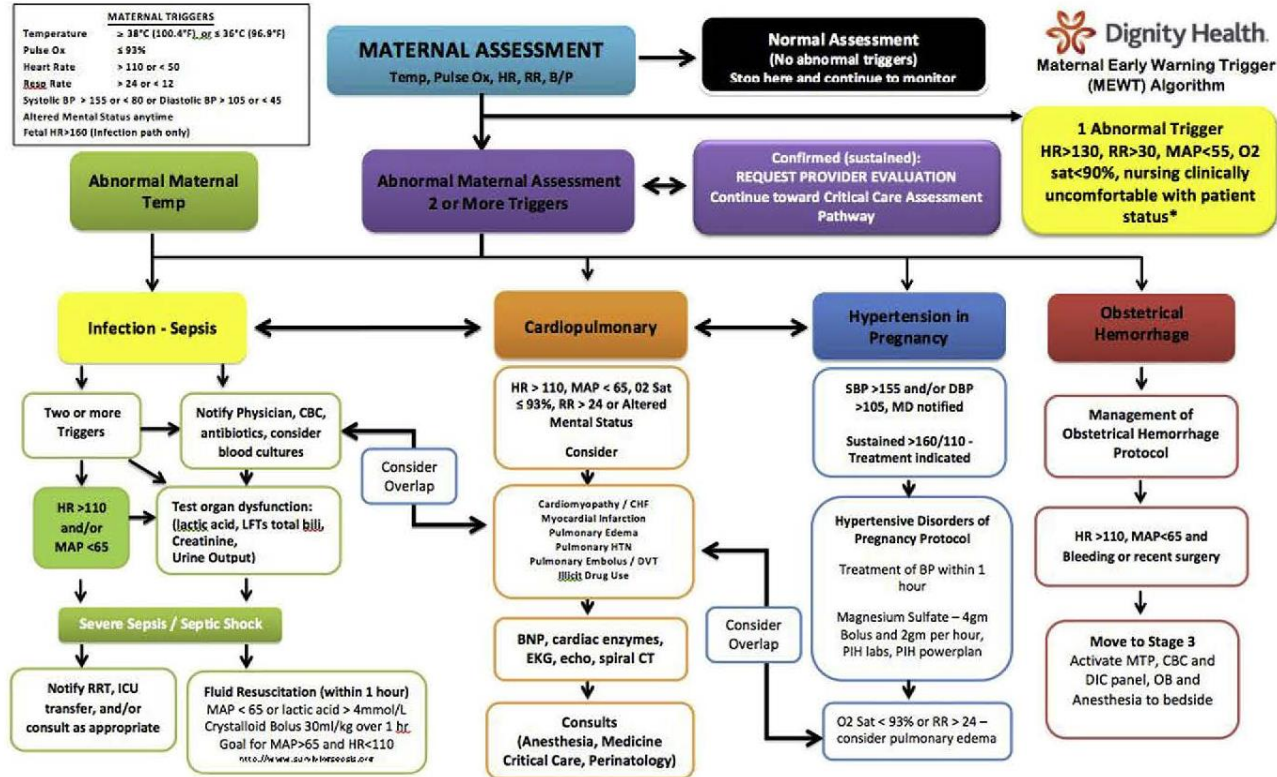 MATERNAL TRIGGERS
Temperature ≥ 38°C (100.4°F) or ≤ 36°C (96.9°F)
Pulse Ox ≤ 93%
Heart Rate > 110 or < 50
Resp Rate > 24 or < 12
Systolic BP > 155 or < 80 or Diastolic BP > 105 or < 45
Altered Mental Status anytime
Fetal HR>160 (Infection path only)
MATERNAL ASSESSMENT
Temp, Pulse Ox, HR, RR, B/P
Normal Assessment
(No abnormal triggers)
Stop here and continue to monitor
Dignity Health.
Maternal Early Warning Trigger
(MEWT) Algorithm
1 Abnormal Trigger
HR>130, RR>30, MAP<55, O2
sat<90%, nursing clinically
uncomfortable with patient
status*
Abnormal Maternal
Temp
Abnormal Maternal Assessment
2 or More Triggers
Confirmed (sustained):
REQUEST PROVIDER EVALUATION
Continue toward Critical Care Assessment
Pathway
Infection - Sepsis
Cardiopulmonary
Hypertension in
Pregnancy
Obstetrical
Hemorrhage
Two or more
Triggers
Notify Physician, CBC,
antibiotics, consider
blood cultures
HR >110
and/or
MAP <65
Test organ dysfunction:
(lactic acid, LFTs total bili,
Creatinine,
Urine Output)
Severe Sepsis / Septic Shock
Notify RRT, ICU
transfer, and/or
consult as appropriate
Fluid Resuscitation (within 1 hour)
MAP < 65 or lactic acid > 4mmol/L
Crystalloid Bolus 30ml/kg over 1 hr
Goal for MAP>65 and HR<110
Consider
Overlap
HR > 110, MAP < 65, 02 Sat
≤ 93%, RR > 24 or Altered
Mental Status
Consider
Cardiomyopathy / CHF
Myocardial Infarction
Pulmonary Edema
Pulmonary HTN
Pulmonary Embolus / DVT
Illicit Drug Use
BNP, cardiac enzymes,
EKG, echo, spiral CT
Consults
(Anesthesia, Medicine
Critical Care, Perinatology)
Consider
Overlap
SBP >155 and/or DBP
>105, MD notified
Sustained >160/110 -
Treatment indicated
Hypertensive Disorders of
Pregnancy Protocol
Treatment of BP within 1
hour
Magnesium Sulfate – 4gm
Bolus and 2gm per hour,
PIH labs, PIH powerplan
O2 Sat < 93% or RR > 24 –
consider pulmonary edema
Management of
Obstetrical Hemorrhage
Protocol
HR >110, MAP<65 and
Bleeding or recent surgery
Move to Stage 3
Activate MTP, CBC and
DIC panel, OB and
Anesthesia to bedside